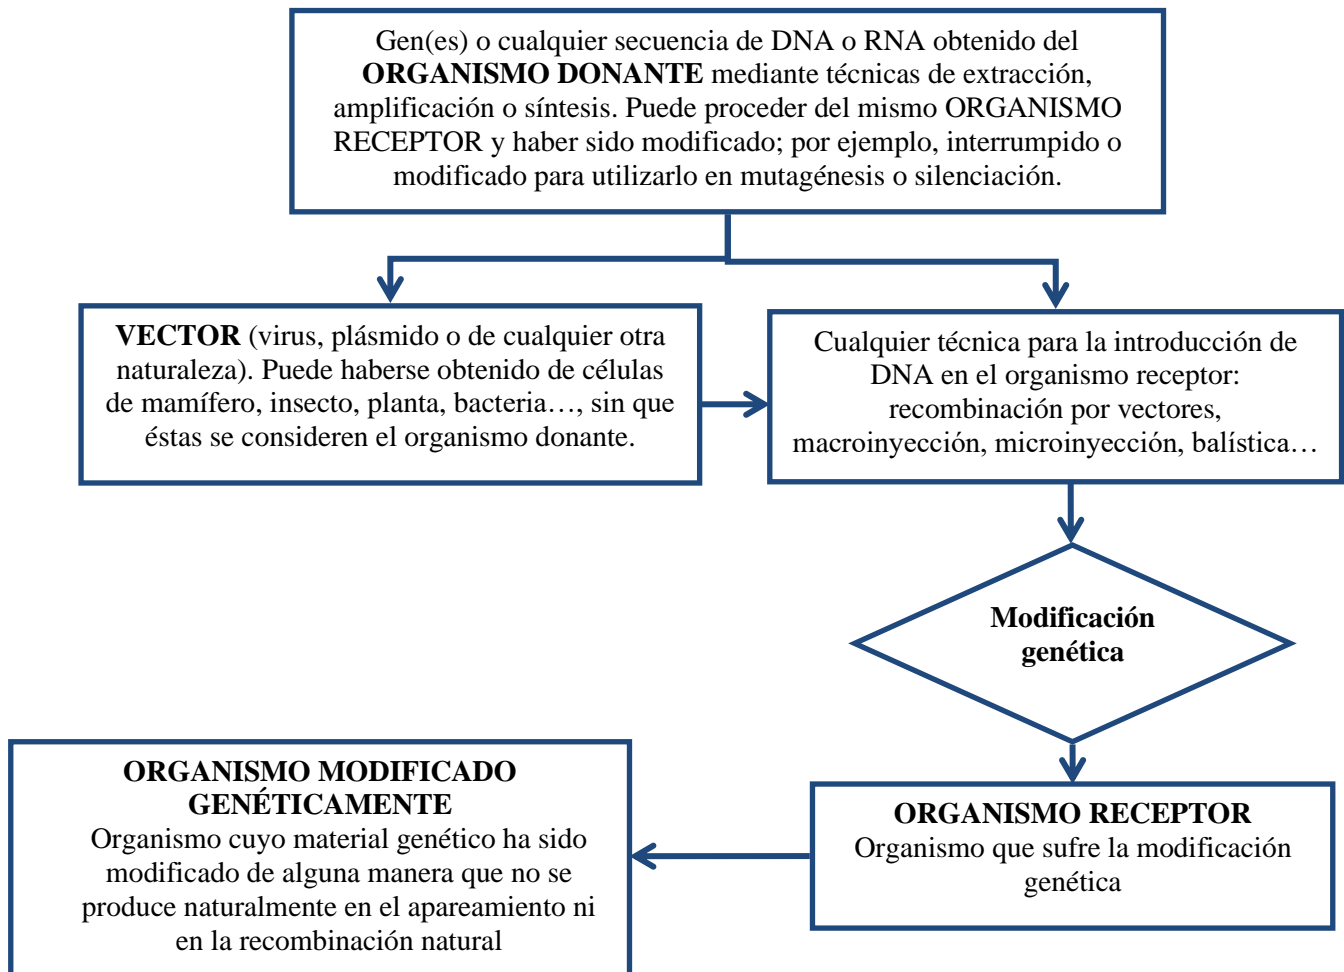 Gen(es) o cualquier secuencia de DNA o RNA obtenido del
ORGANISMO DONANTE mediante técnicas de extracción,
amplificación o síntesis. Puede proceder del mismo ORGANISMO
RECEPTOR y haber sido modificado; por ejemplo, interrumpido o
modificado para utilizarlo en mutagénesis o silenciación.
VECTOR (virus, plásmido o de cualquier otra
naturaleza). Puede haberse obtenido de células
de mamífero, insecto, planta, bacteria…, sin que
éstas se consideren el organismo donante.
Cualquier técnica para la introducción de
DNA en el organismo receptor:
recombinación por vectores,
macroinyección, microinyección, balística…
Modificación
genética
ORGANISMO RECEPTOR
Organismo que sufre la modificación
genética
ORGANISMO MODIFICADO
GENÉTICAMENTE
Organismo cuyo material genético ha sido
modificado de alguna manera que no se
produce naturalmente en el apareamiento ni
en la recombinación natural